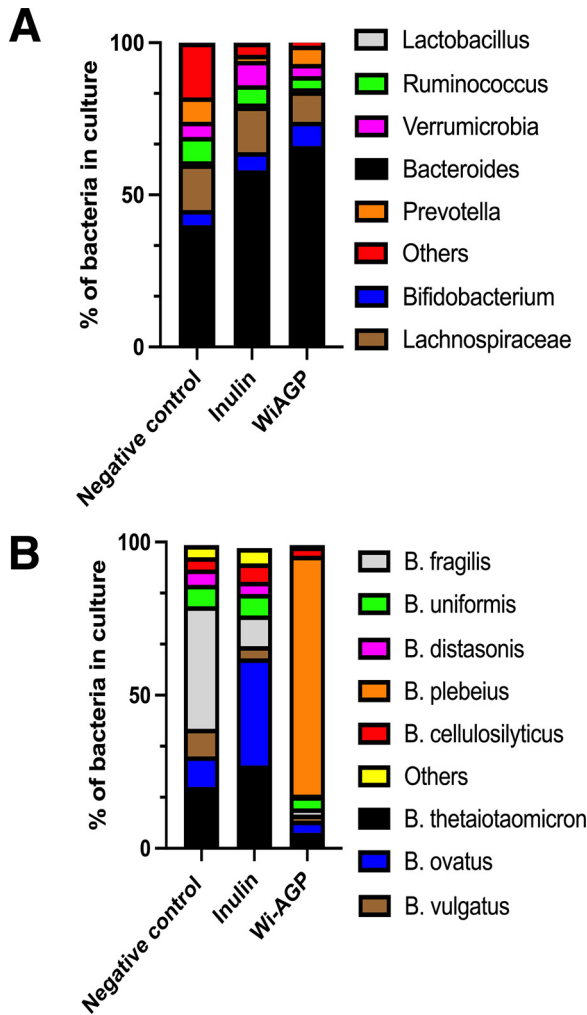 A
% of bacteria in culture
100
50
0
Negative control
Inulin
WiAGP
Lactobacillus
Ruminococcus
Verrumicrobia
Bacteroides
Prevotella
Others
Bifidobacterium
Lachnospiraceae
B
% of bacteria in culture
100
50
0
Negative control
Inulin
Wi-AGP
B. fragilis
B. uniformis
B. distasonis
B. plebeius
B. cellulosilyticus
Others
B. thetaiotaomicron
B. ovatus
B. vulgatus